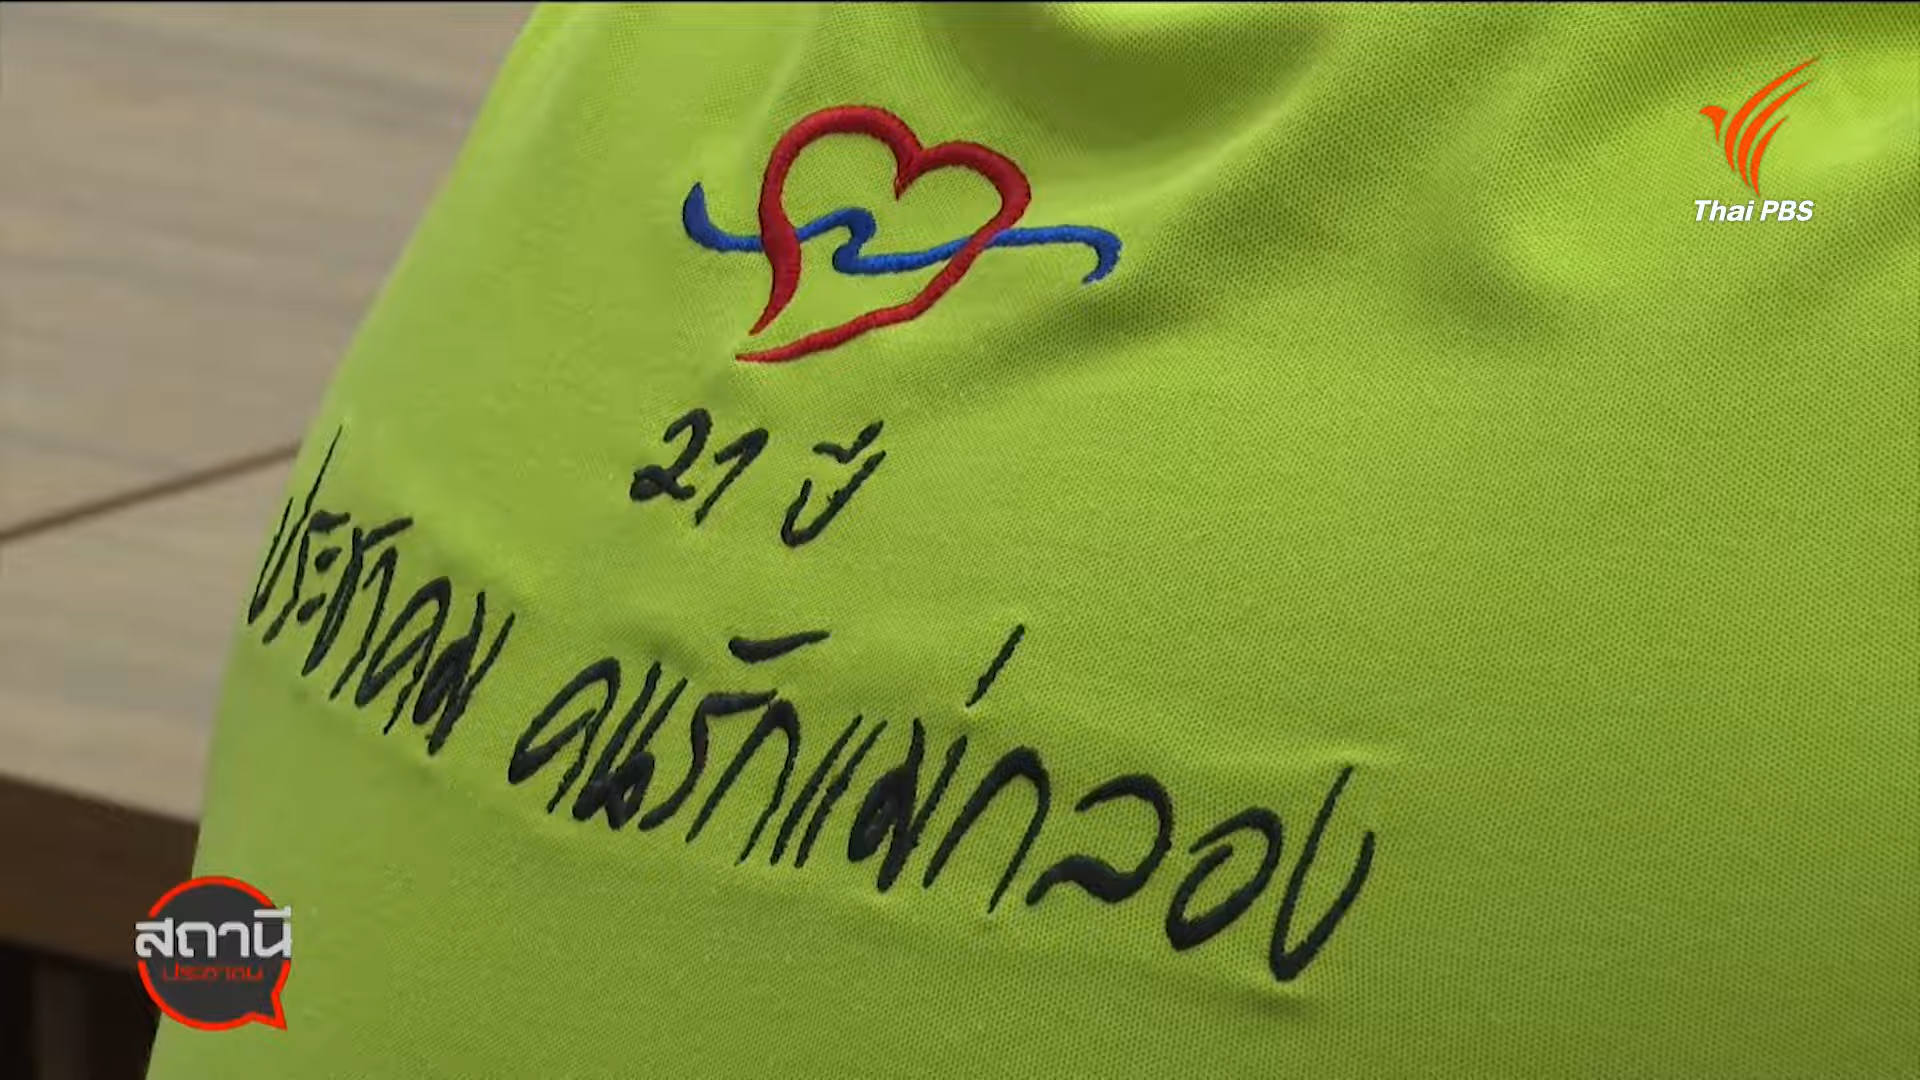 Thai PBS
21 ปี
ประชาคม คนรักแม่กลอง
สถานี
ประชาชน